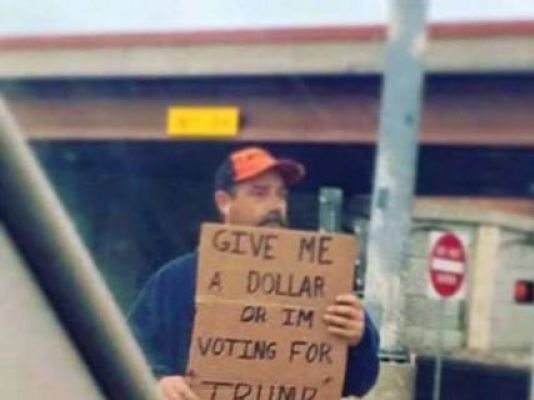 GIVE ME
A DOLLAR
OR IM
VOTING FOR
"TRUMP"